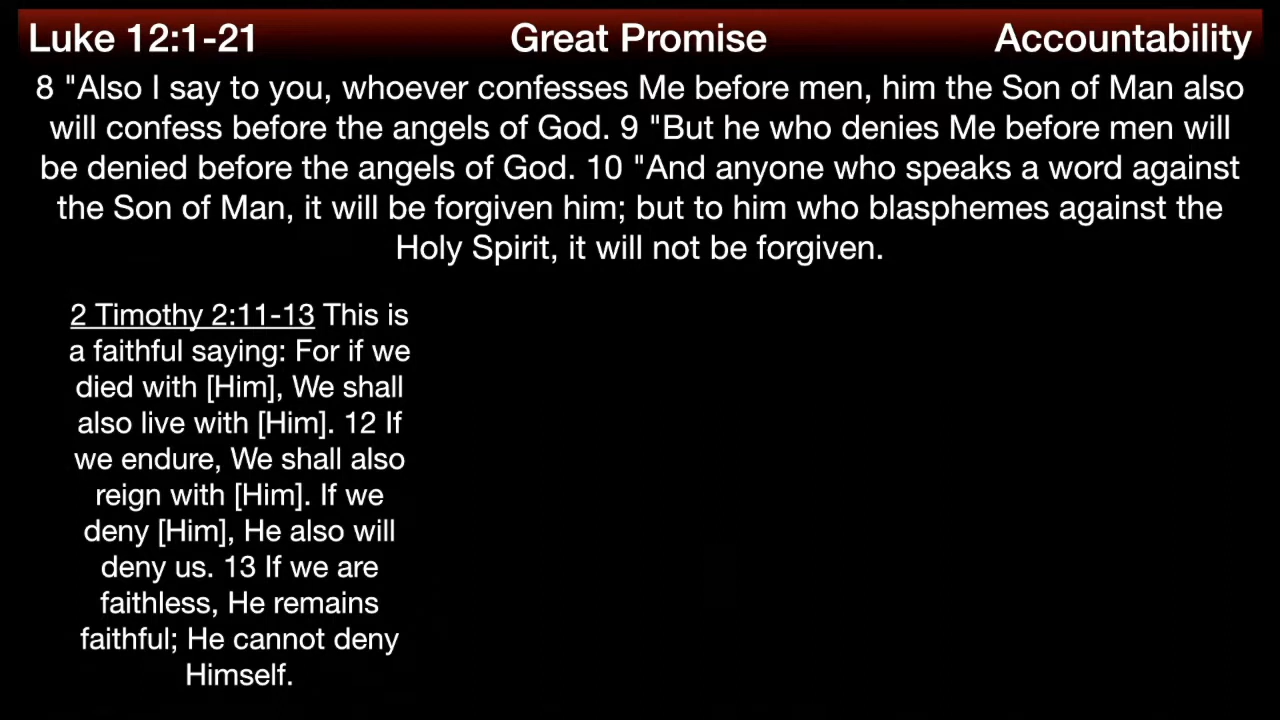 Luke 12:1-21 Great Promise Accountability
8 "Also I say to you, whoever confesses Me before men, him the Son of Man also
will confess before the angels of God. 9 "But he who denies Me before men will
be denied before the angels of God. 10 "And anyone who speaks a word against
the Son of Man, it will be forgiven him; but to him who blasphemes against the
Holy Spirit, it will not be forgiven.
2 Timothy 2:11-13 This is
a faithful saying: For if we
died with [Him], We shall
also live with [Him]. 12 If
we endure, We shall also
reign with [Him]. If we
deny [Him], He also will
deny us. 13 If we are
faithless, He remains
faithful; He cannot deny
Himself.